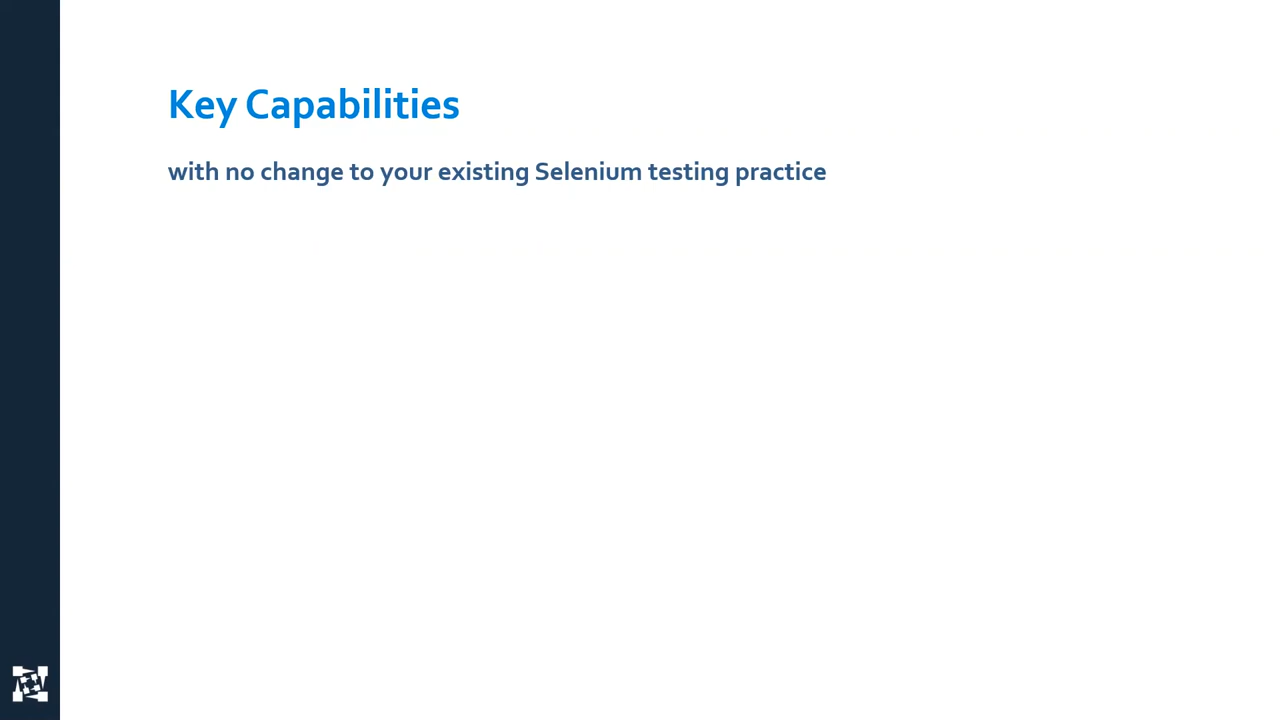 Key Capabilities
with no change to your existing Selenium testing practice